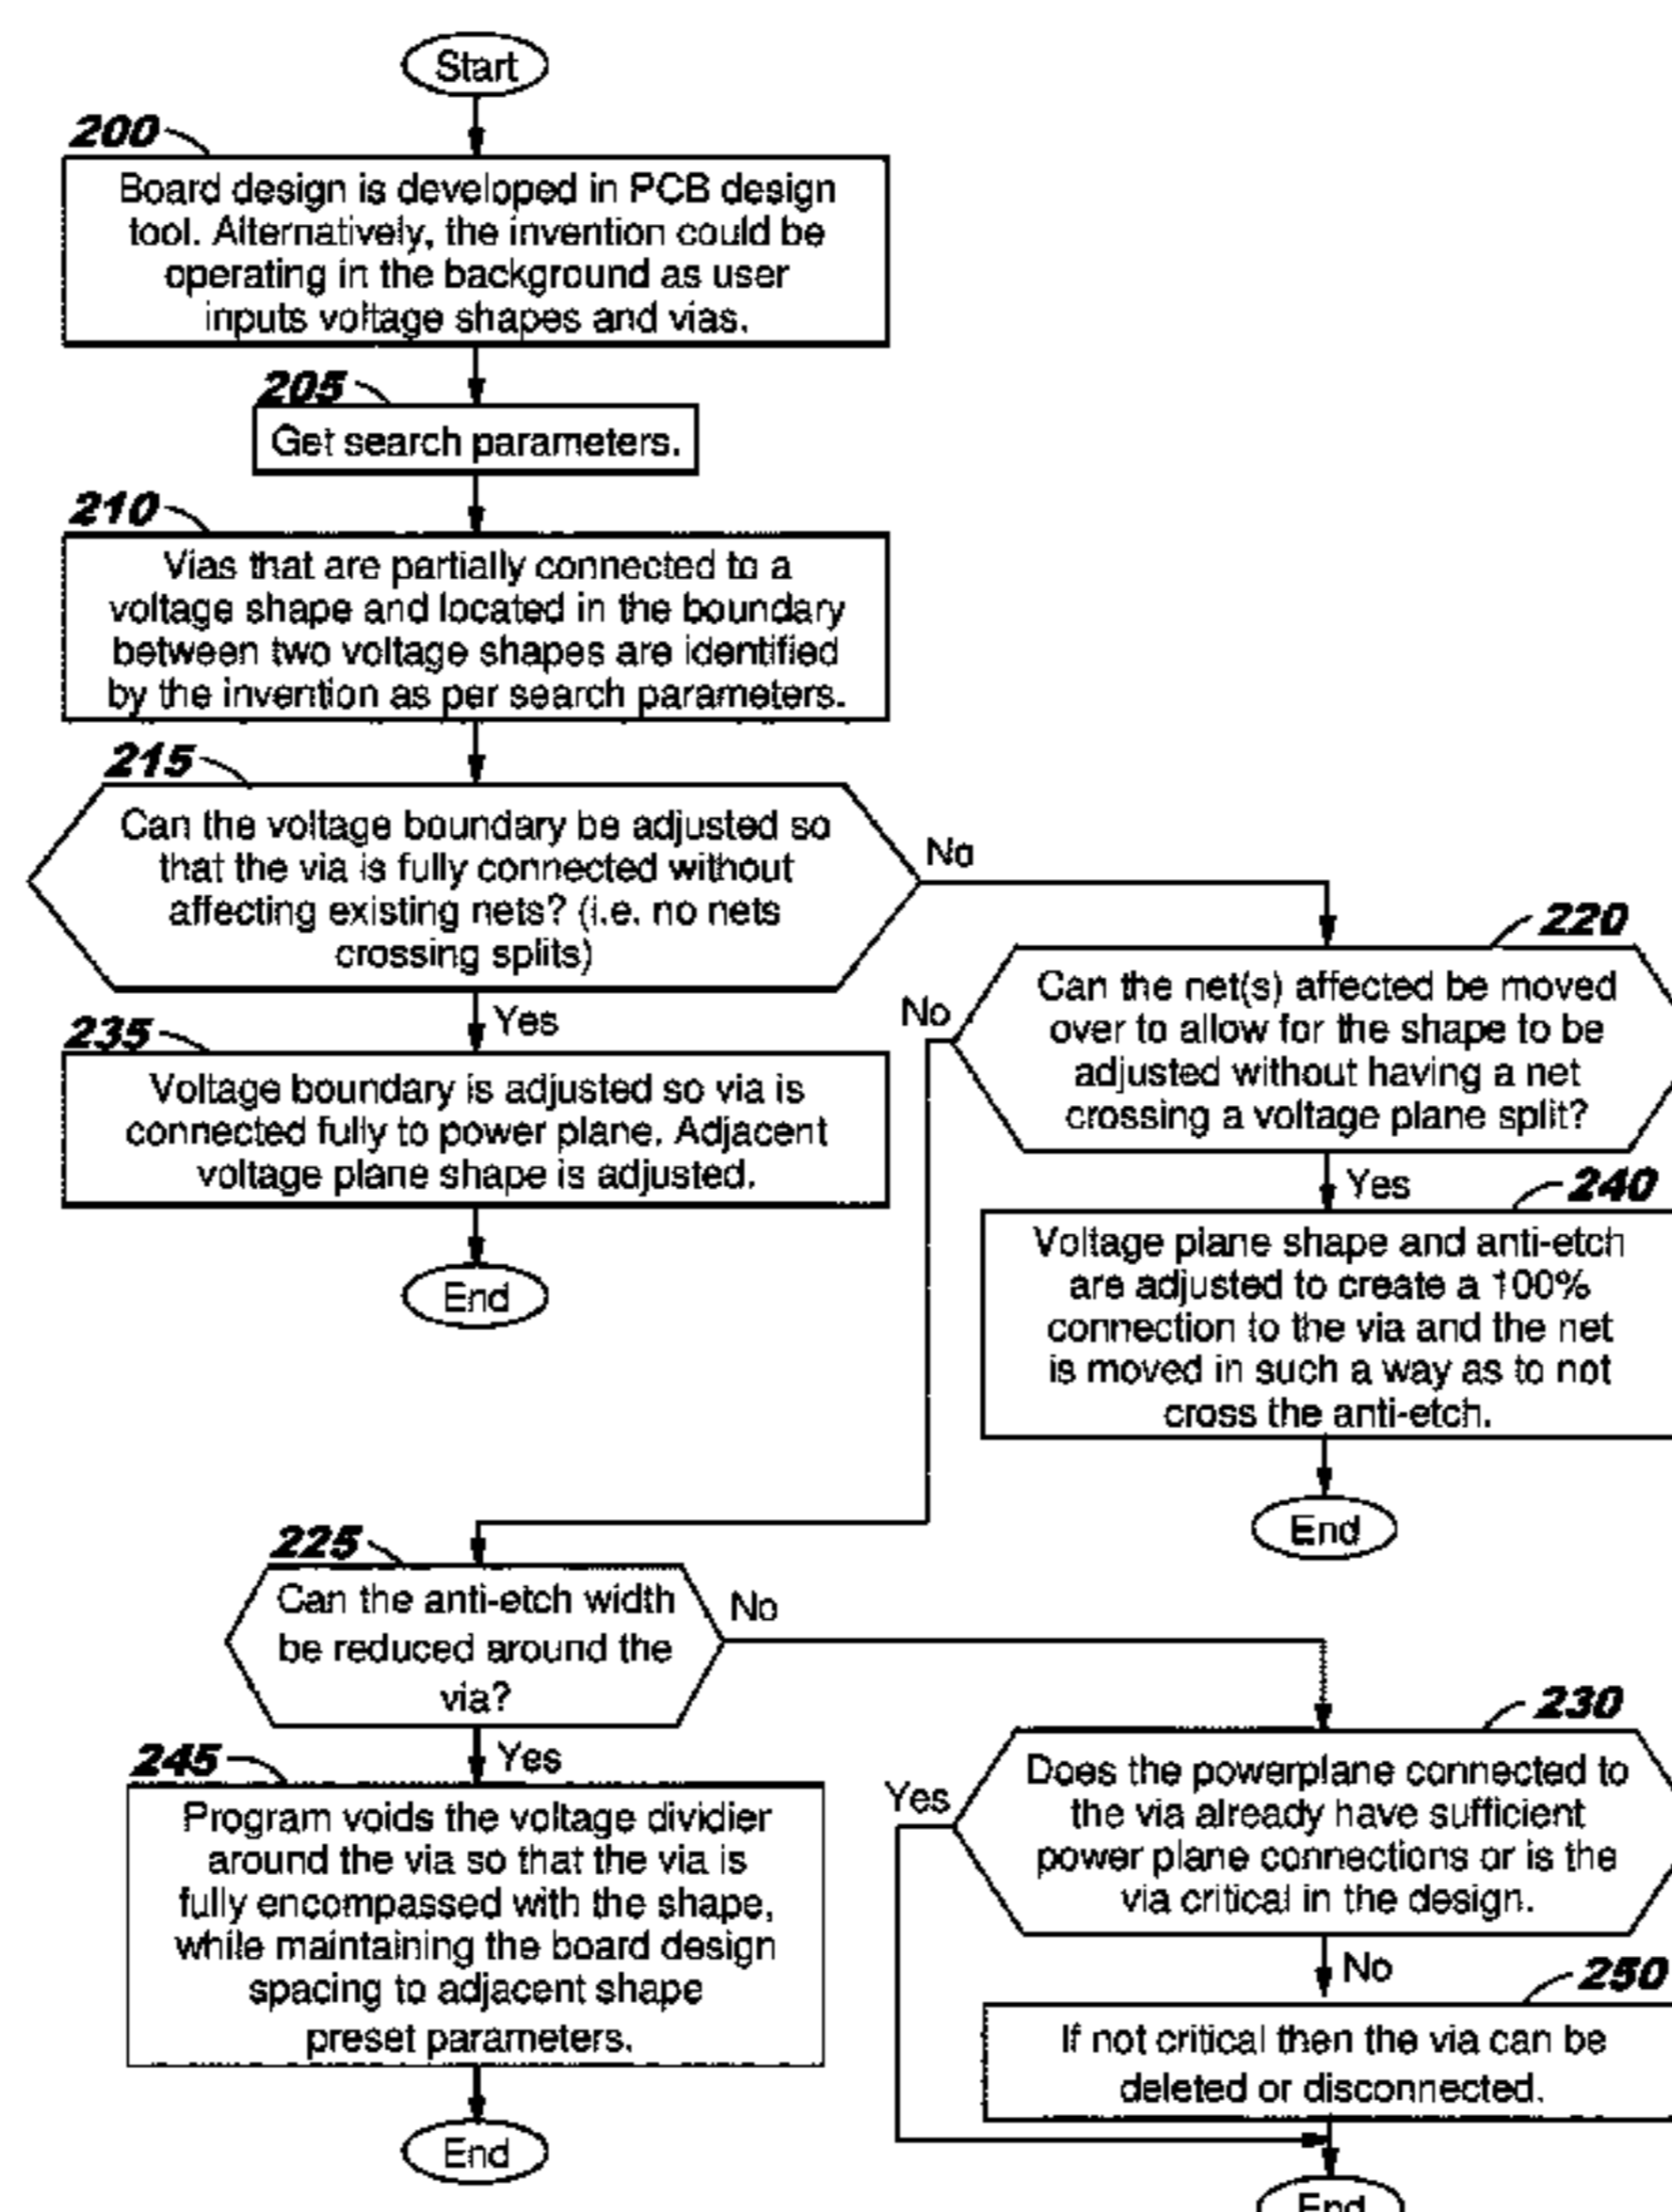 Start
200
Board design is developed in PCB design
tool. Alternatively, the invention could be
operating in the background as user
inputs voltage shapes and vias.
205
Get search parameters.
210
Vias that are partially connected to a
voltage shape and located in the boundary
between two voltage shapes are identified
by the invention as per search parameters.
215
Can the voltage boundary be adjusted so
that the via is fully connected without
affecting existing nets? (i.e. no nets
crossing splits)
No
Yes
220
Can the net(s) affected be moved
over to allow for the shape to be
adjusted without having a net
crossing a voltage plane split?
No
Yes
235
Voltage boundary is adjusted so via is
connected fully to power plane. Adjacent
voltage plane shape is adjusted.
End
240
Voltage plane shape and anti-etch
are adjusted to create a 100%
connection to the via and the net
is moved in such a way as to not
cross the anti-etch.
End
225
Can the anti-etch width
be reduced around the
via?
No
Yes
230
Does the powerplane connected to
the via already have sufficient
power plane connections or is the
via critical in the design.
Yes
No
245
Program voids the voltage dividier
around the via so that the via is
fully encompassed with the shape,
while maintaining the board design
spacing to adjacent shape
preset parameters.
End
250
If not critical then the via can be
deleted or disconnected.
End